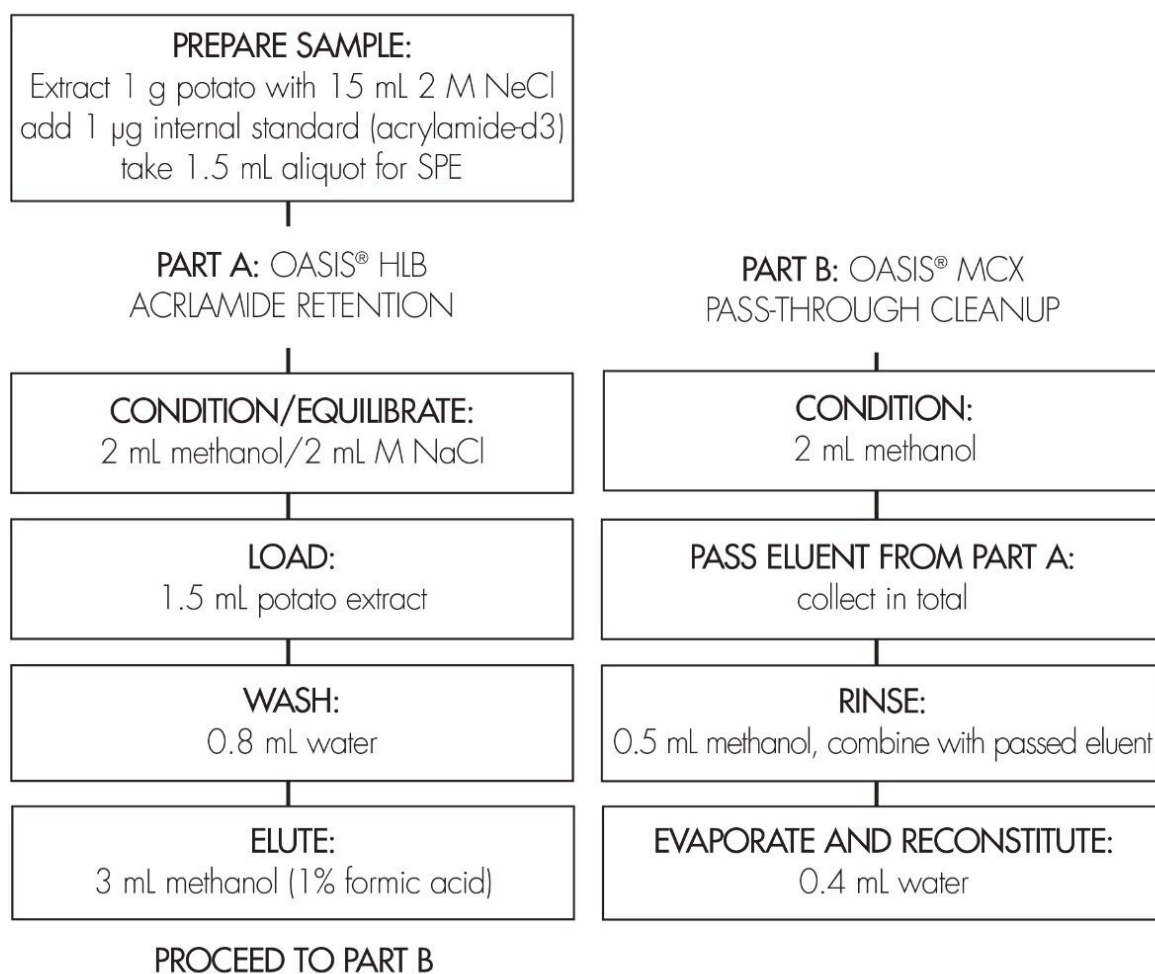 PREPARE SAMPLE:
Extract 1 g potato with 15 mL 2 M NeCl
add 1 µg internal standard (acrylamide-d3)
take 1.5 mL aliquot for SPE
PART A: OASIS® HLB
ACRLAMIDE RETENTION
CONDITION/EQUILIBRATE:
2 mL methanol/2 mL M NaCl
LOAD:
1.5 mL potato extract
WASH:
0.8 mL water
ELUTE:
3 mL methanol (1% formic acid)
PROCEED TO PART B
PART B: OASIS® MCX
PASS-THROUGH CLEANUP
CONDITION:
2 mL methanol
PASS ELUENT FROM PART A:
collect in total
RINSE:
0.5 mL methanol, combine with passed eluent
EVAPORATE AND RECONSTITUTE:
0.4 mL water